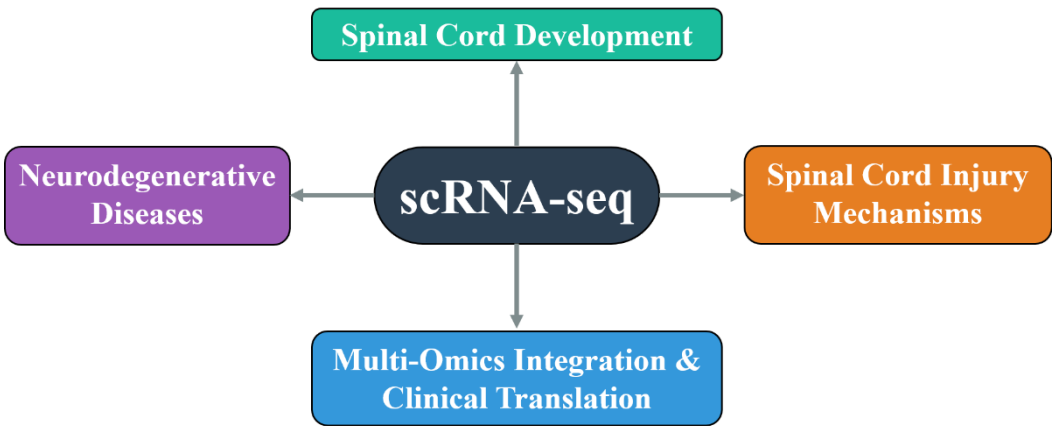 Spinal Cord Development
Neurodegenerative
Diseases
scRNA-seq
Spinal Cord Injury
Mechanisms
Multi-Omics Integration &
Clinical Translation